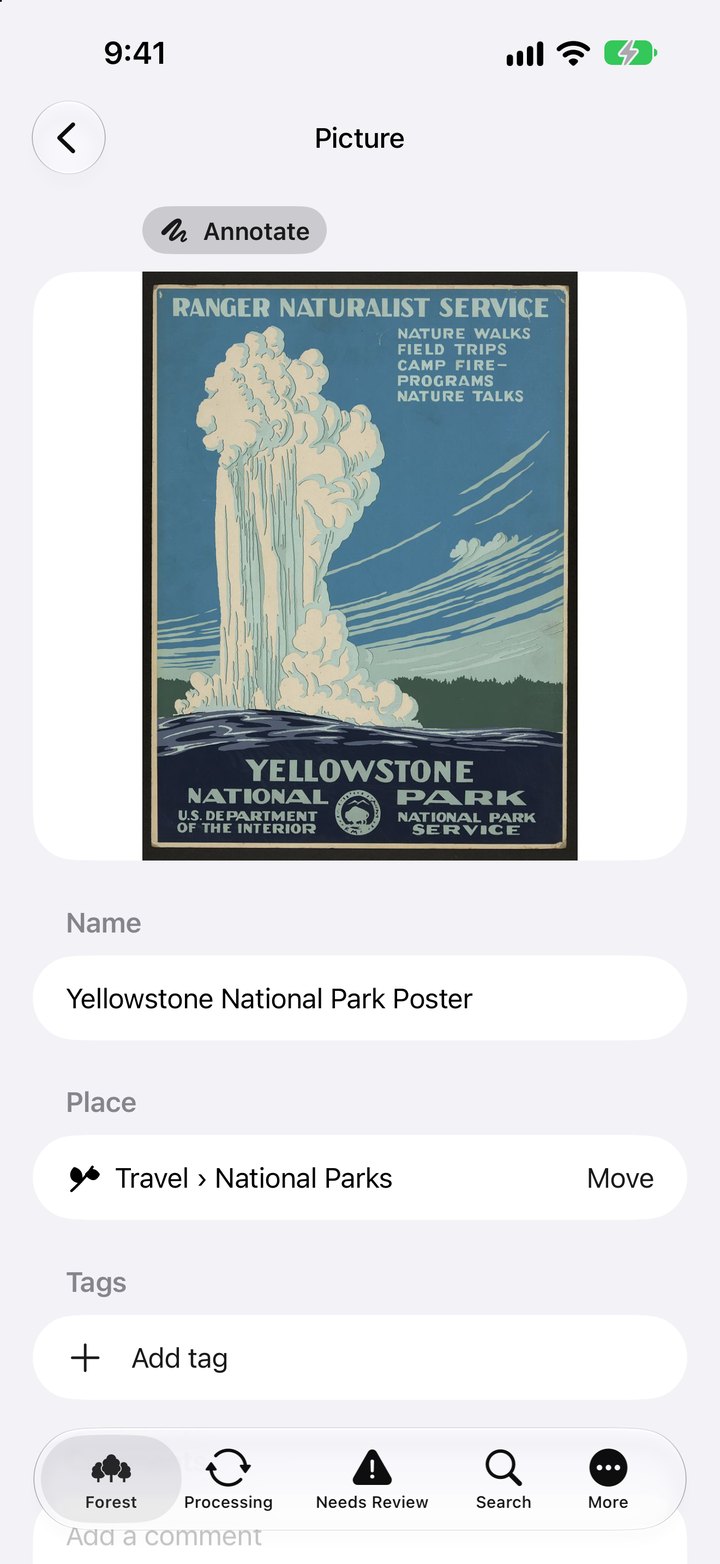 9:41
Picture
Annotate
RANGER NATURALIST SERVICE
NATURE WALKS
FIELD TRIPS
CAMP FIRE–
PROGRAMS
NATURE TALKS
YELLOWSTONE
NATIONAL PARK
U.S. DEPARTMENT
OF THE INTERIOR
NATIONAL PARK
SERVICE
Name
Yellowstone National Park Poster
Place
Travel › National Parks
Move
Tags
Add tag
Forest
Processing
Needs Review
Search
More
Add a comment